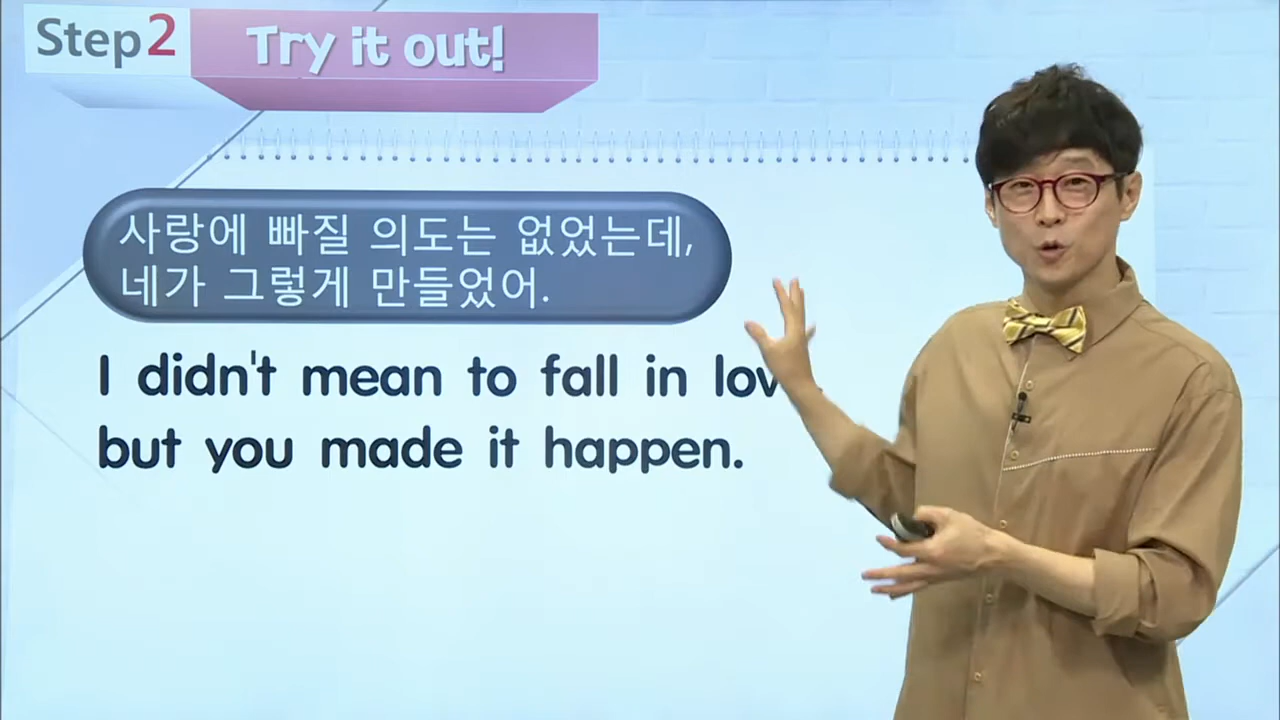 Step2
Try it out!
사랑에 빠질 의도는 없었는데,
네가 그렇게 만들었어.
I didn't mean to fall in
but you made it happen.